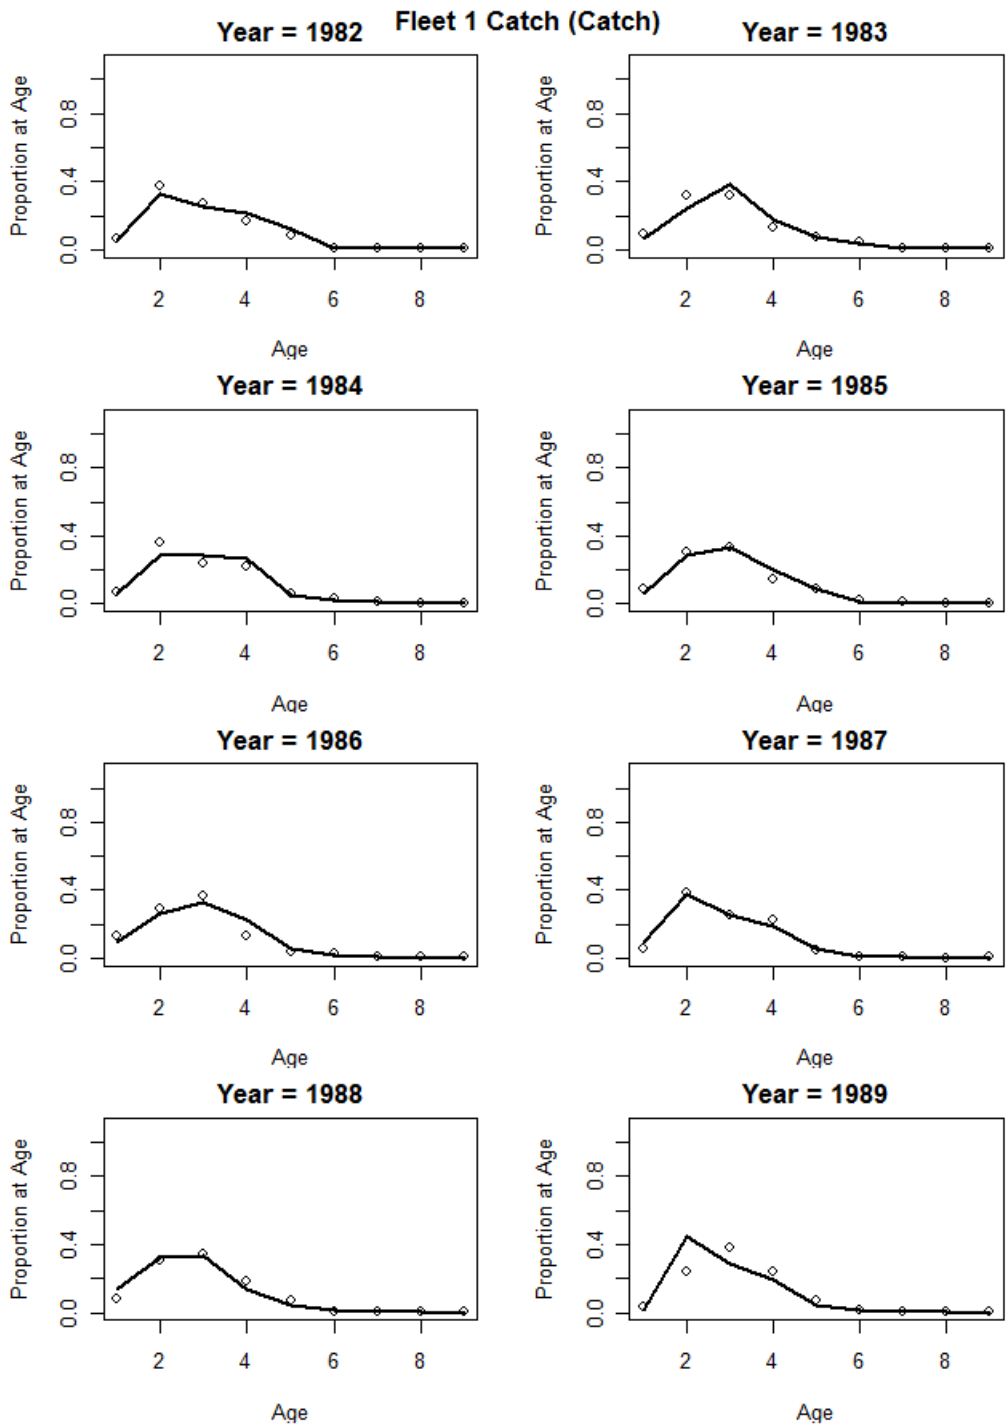 Fleet 1 Catch (Catch)
Year = 1982
Proportion at Age
0.0 0.4 0.8
2 4 6 8
Age
Year = 1983
Proportion at Age
0.0 0.4 0.8
2 4 6 8
Age
Year = 1984
Proportion at Age
0.0 0.4 0.8
2 4 6 8
Age
Year = 1985
Proportion at Age
0.0 0.4 0.8
2 4 6 8
Age
Year = 1986
Proportion at Age
0.0 0.4 0.8
2 4 6 8
Age
Year = 1987
Proportion at Age
0.0 0.4 0.8
2 4 6 8
Age
Year = 1988
Proportion at Age
0.0 0.4 0.8
2 4 6 8
Age
Year = 1989
Proportion at Age
0.0 0.4 0.8
2 4 6 8
Age